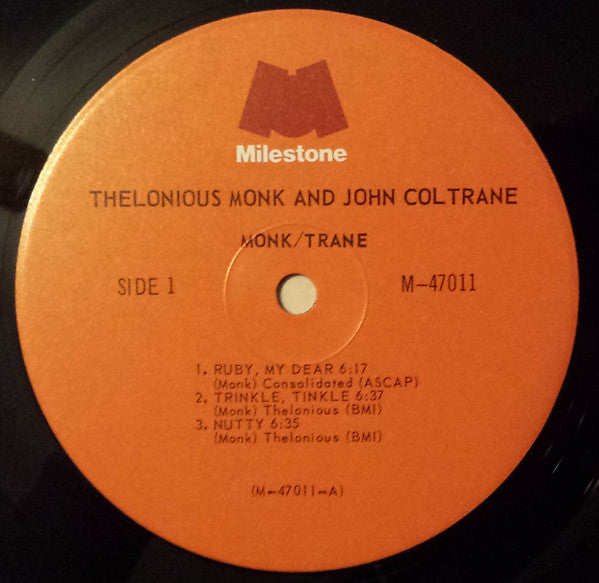 Milestone
THELONIOUS MONK AND JOHN COLTRANE
MONK/TRANE
SIDE 1
M-47011
1. RUBY, MY DEAR 6:17
(Monk) Consolidated (ASCAP)
2. TRINKLE, TINKLE 6:37
(Monk) Thelonious (BMI)
3. NUTTY 6:35
(Monk) Thelonious (BMI)
(M-47011-A)